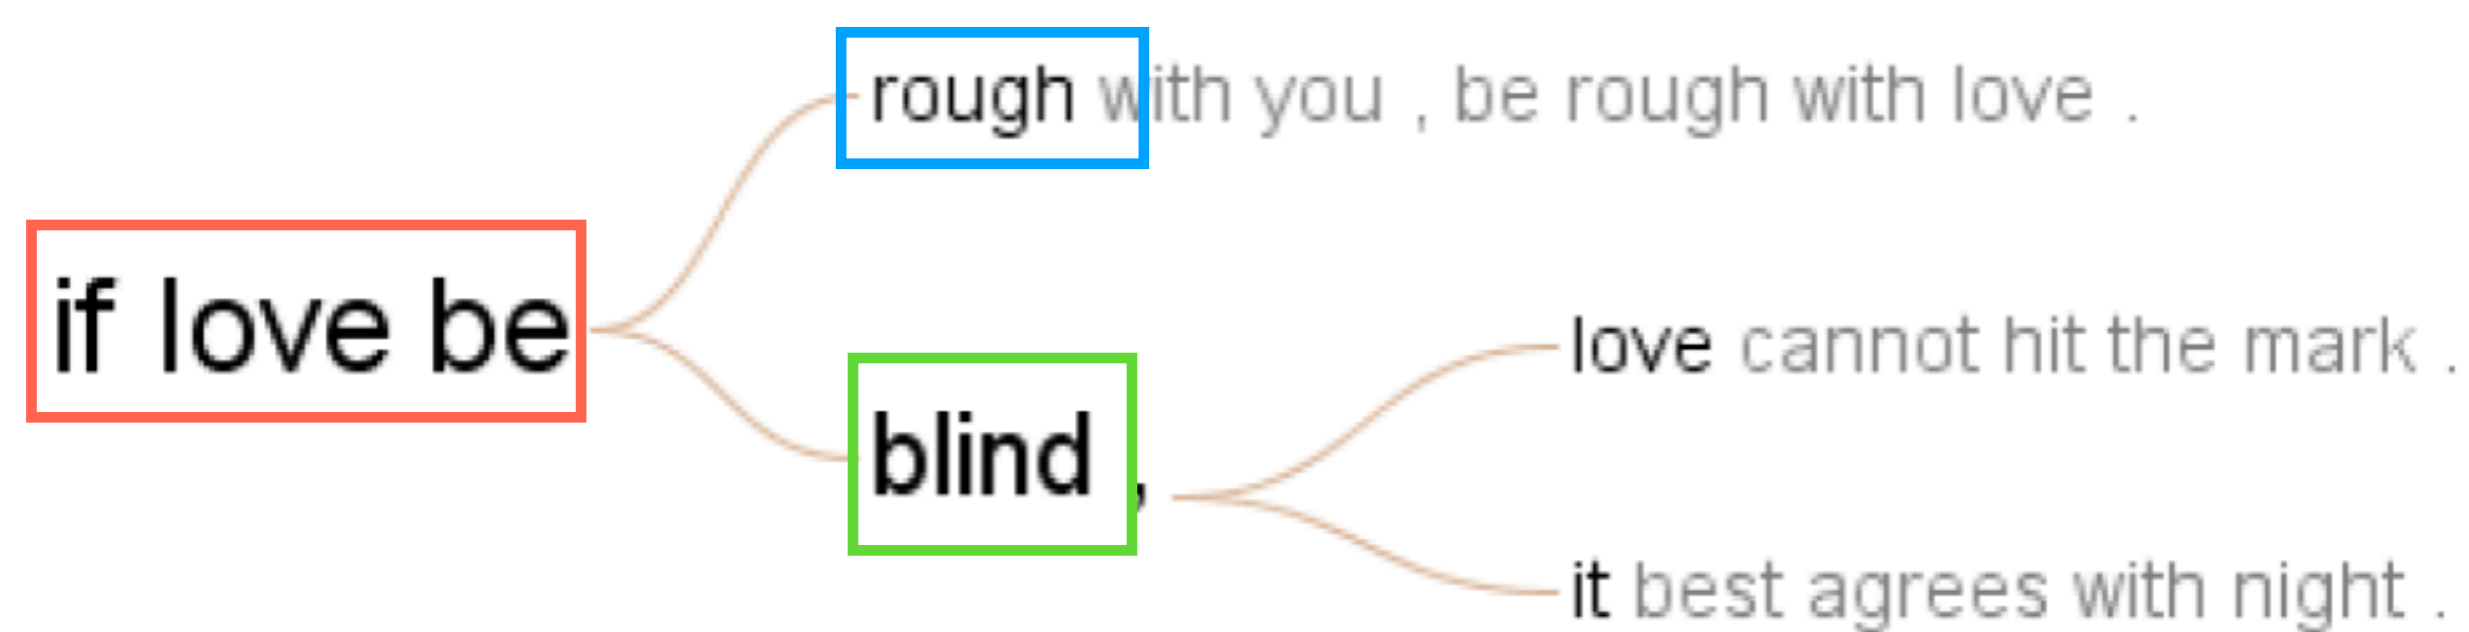 rough with you , be rough with love .
if love be
love cannot hit the mark .
blind ,
it best agrees with night .